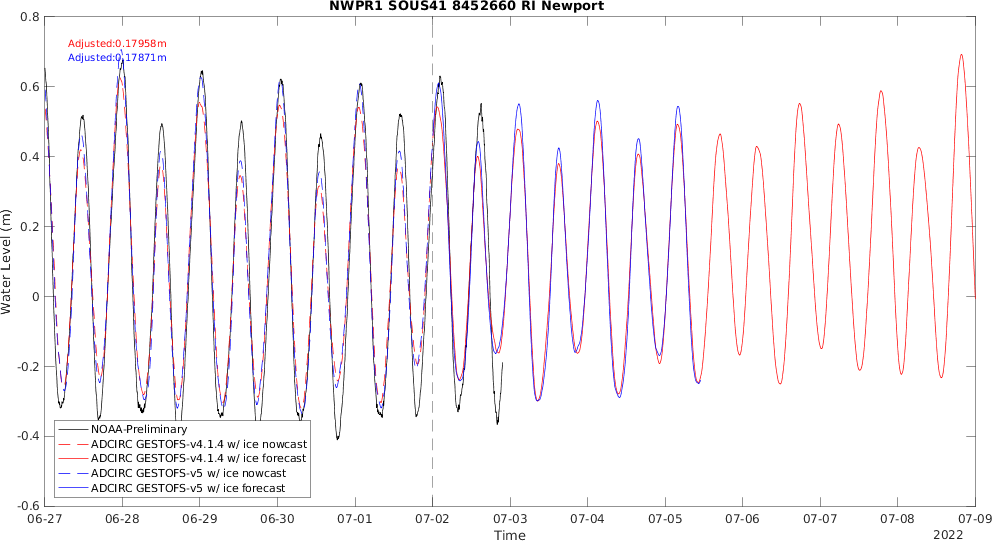 NWPR1 SOUS41 8452660 RI Newport
0.8
Adjusted:0.17958m
Adjusted:0.17871m
0.6
0.4
0.2
0
-0.2
-0.4
-0.6
Water Level (m)
NOAA-Preliminary
ADCIRC GESTOFS-v4.1.4 w/ ice nowcast
ADCIRC GESTOFS-v4.1.4 w/ ice forecast
ADCIRC GESTOFS-v5 w/ ice nowcast
ADCIRC GESTOFS-v5 w/ ice forecast
06-27 06-28 06-29 06-30 07-01 07-02 07-03 07-04 07-05 07-06 07-07 07-08 07-09
Time
2022